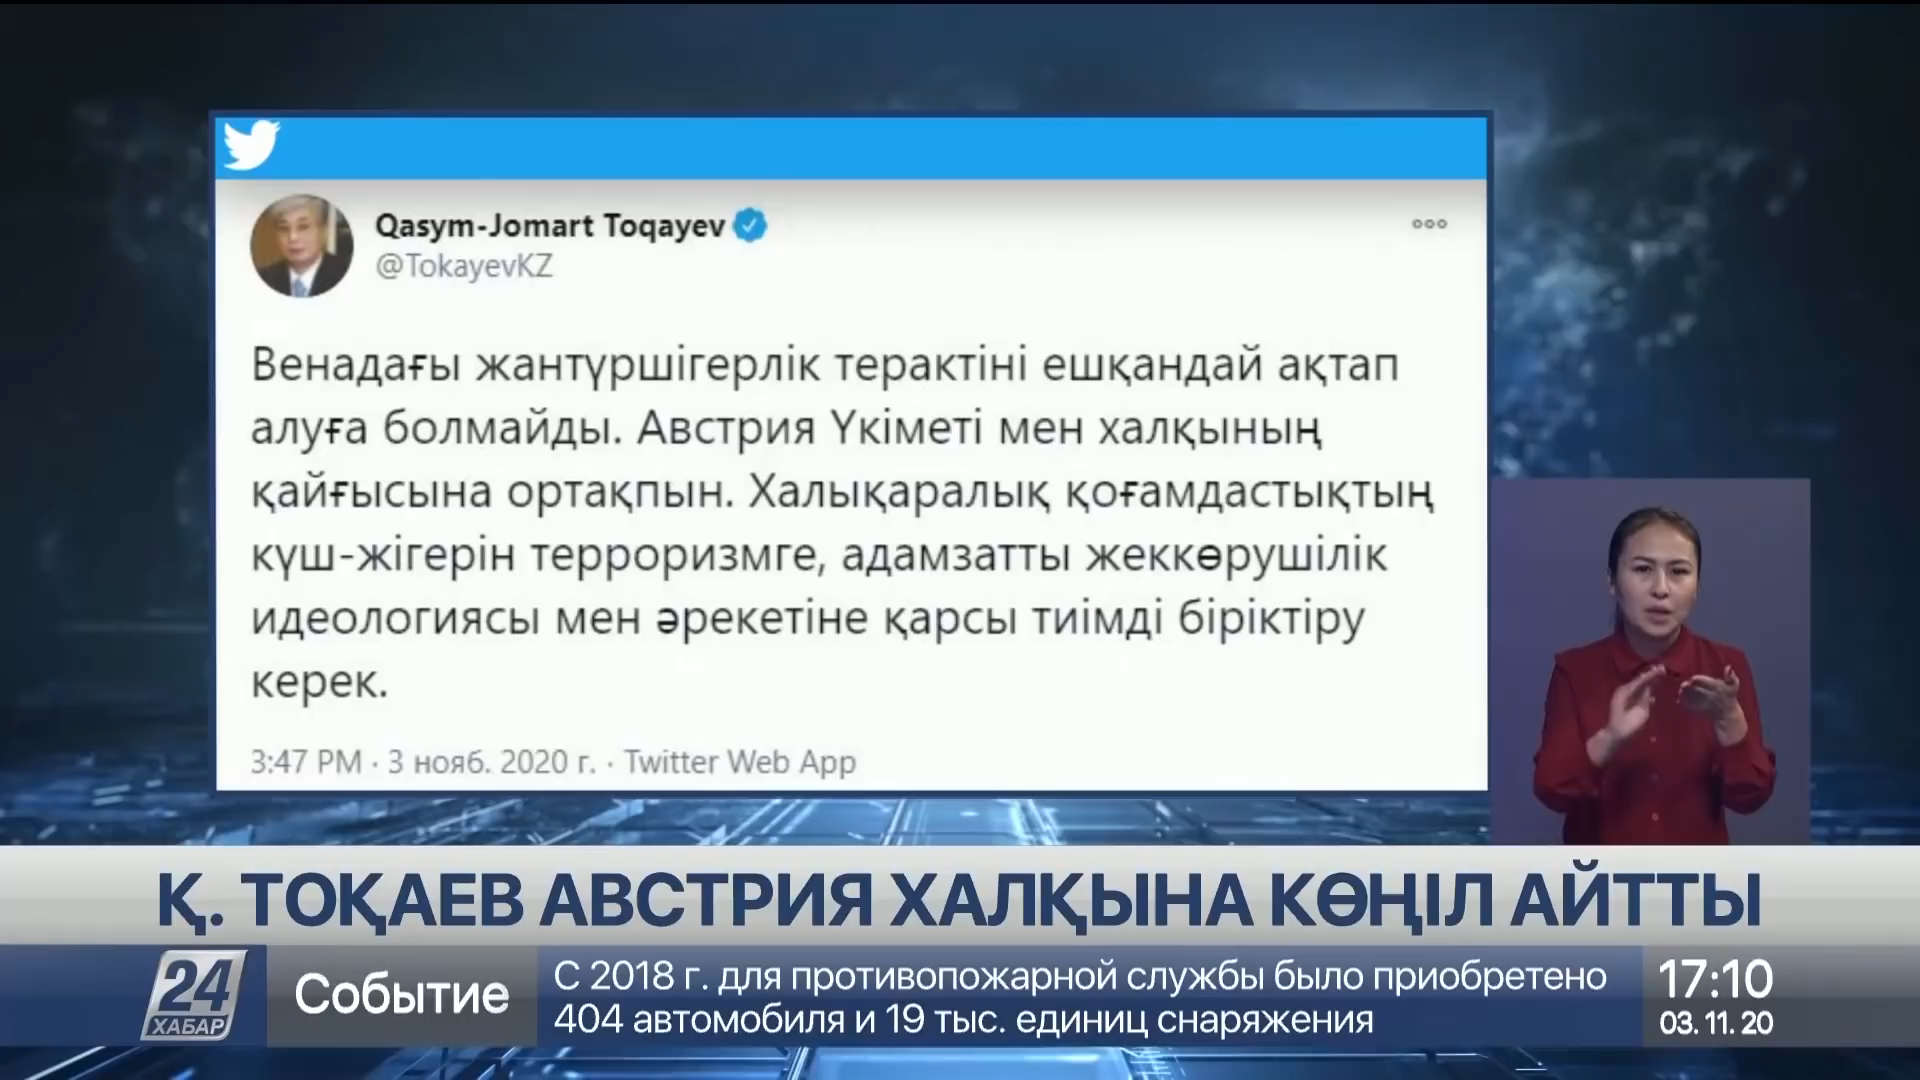 Qasym-Jomart Toqayev
@TokayevKZ
Венадағы жантүршігерлік терактіні ешқандай ақтап
алуға болмайды. Австрия Үкіметі мен халқының
қайғысына ортақпын. Халықаралық қоғамдастықтың
күш-жігерін терроризмге, адамзатты жеккөрушілік
идеологиясы мен әрекетіне қарсы тиімді біріктіру
керек.
3:47 PM · 3 нояб. 2020 г. · Twitter Web App
Қ. ТОҚАЕВ АВСТРИЯ ХАЛҚЫНА КӨҢІЛ АЙТТЫ
24
ХАБАР
Событие
С 2018 г. для противопожарной службы было приобретено
404 автомобиля и 19 тыс. единиц снаряжения
17:10
03. 11. 20